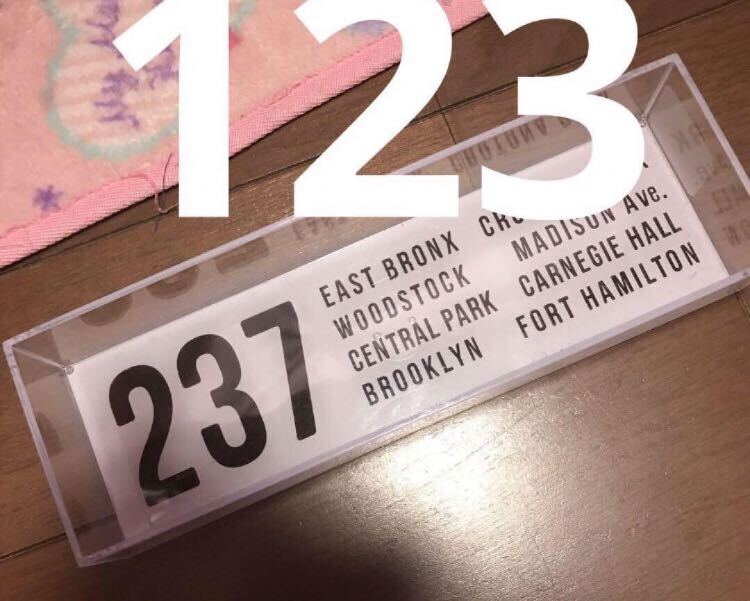 123
237
EAST BRONX
WOODSTOCK
CENTRAL PARK
BROOKLYN
MADISON Ave.
CARNEGIE HALL
FORT HAMILTON